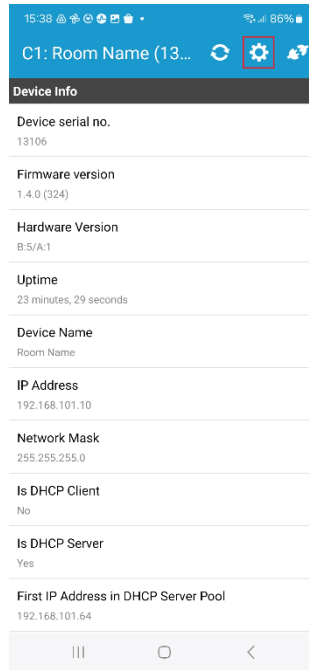 15:38 86%
C1: Room Name (13...
Device Info
Device serial no.
13106
Firmware version
1.4.0 (324)
Hardware Version
B:5/A:1
Uptime
23 minutes, 29 seconds
Device Name
Room Name
IP Address
192.168.101.10
Network Mask
255.255.255.0
Is DHCP Client
No
Is DHCP Server
Yes
First IP Address in DHCP Server Pool
192.168.101.64